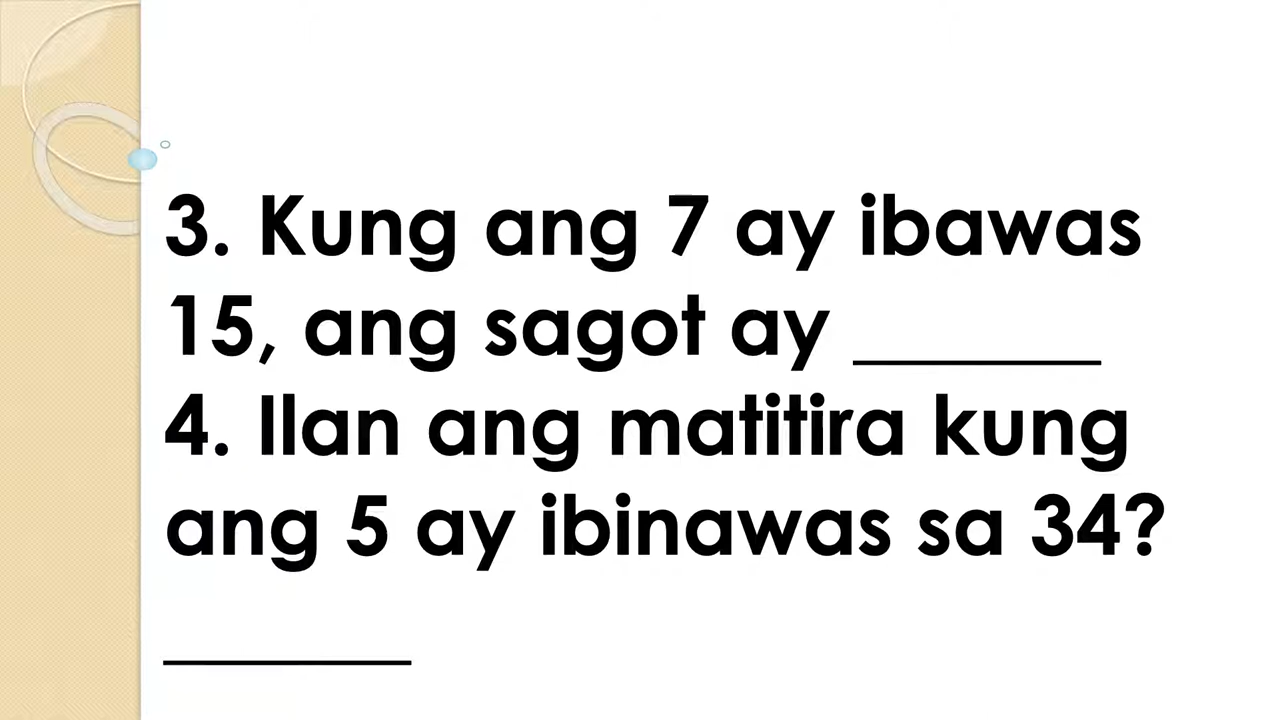 3. Kung ang 7 ay ibawas
15, ang sagot ay ______
4. Ilan ang matitira kung
ang 5 ay ibinawas sa 34?
______